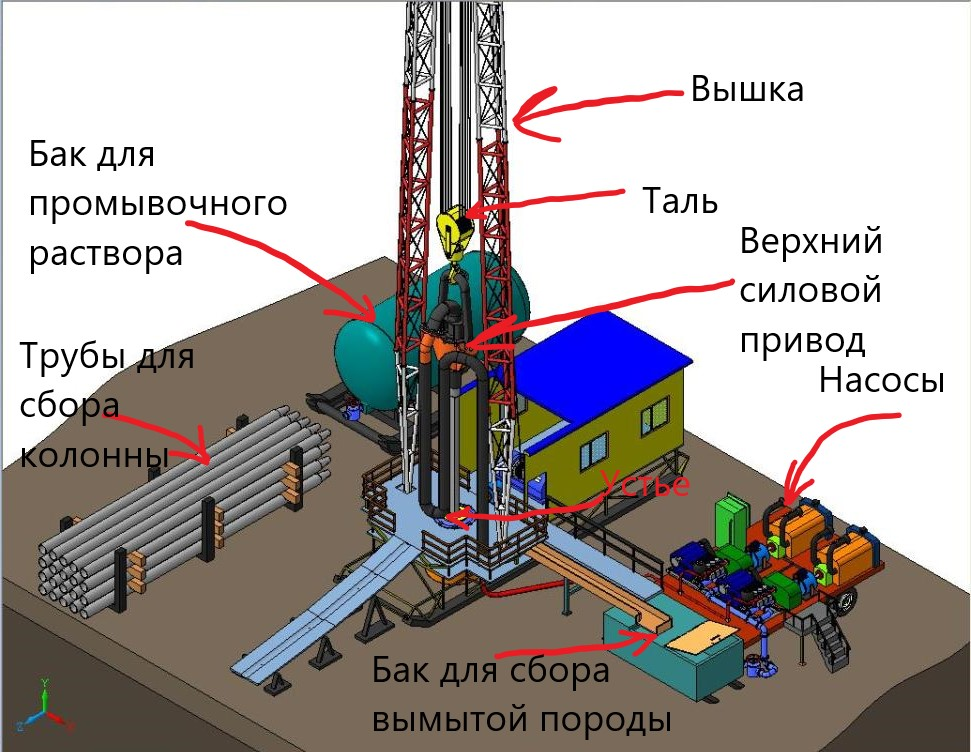 Вышка
Бак для
промывочного
раствора
Таль
Верхний
силовой
привод
Трубы для
сбора
колонны
Насосы
Устье
Бак для сбора
вымытой породы
Y
Z
X